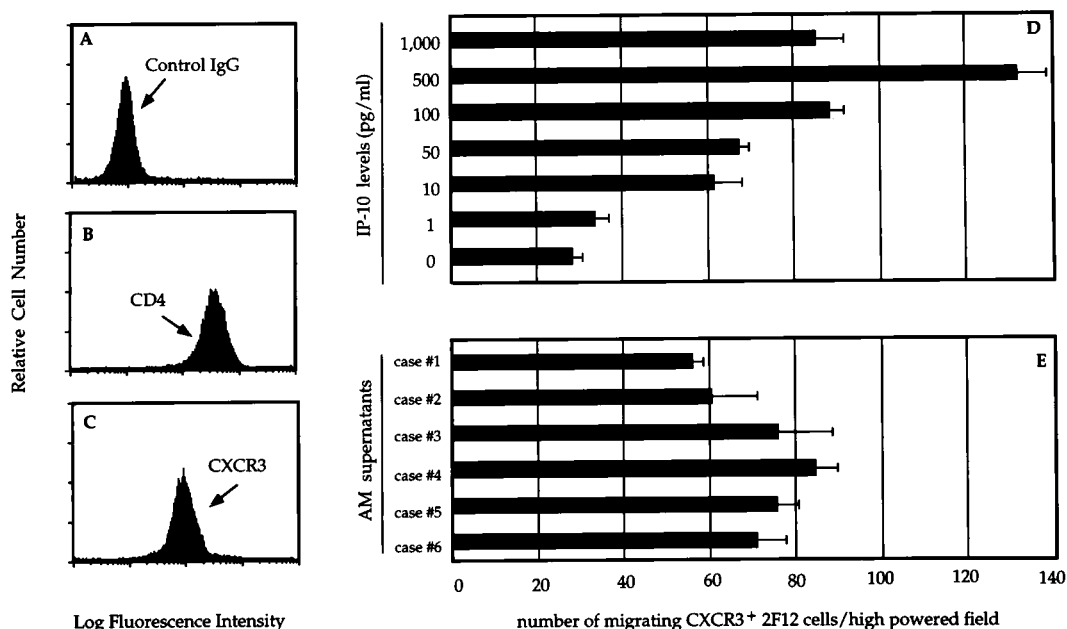 A
Control IgG
B
CD4
C
CXCR3
Relative Cell Number
Log Fluorescence Intensity
D
IP-10 levels (pg/ml)
1,000
500
100
50
10
1
0
E
AM supernatants
case #1
case #2
case #3
case #4
case #5
case #6
0 20 40 60 80 100 120 140
number of migrating CXCR3+ 2F12 cells/high powered field